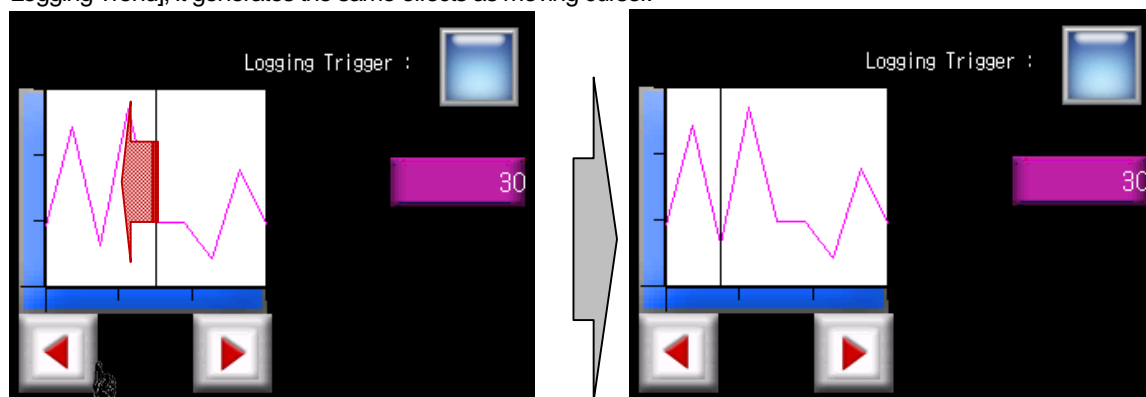 Logging Trend], it generates the same effects as moving cursor.
Logging Trigger :
30
Logging Trigger :
30